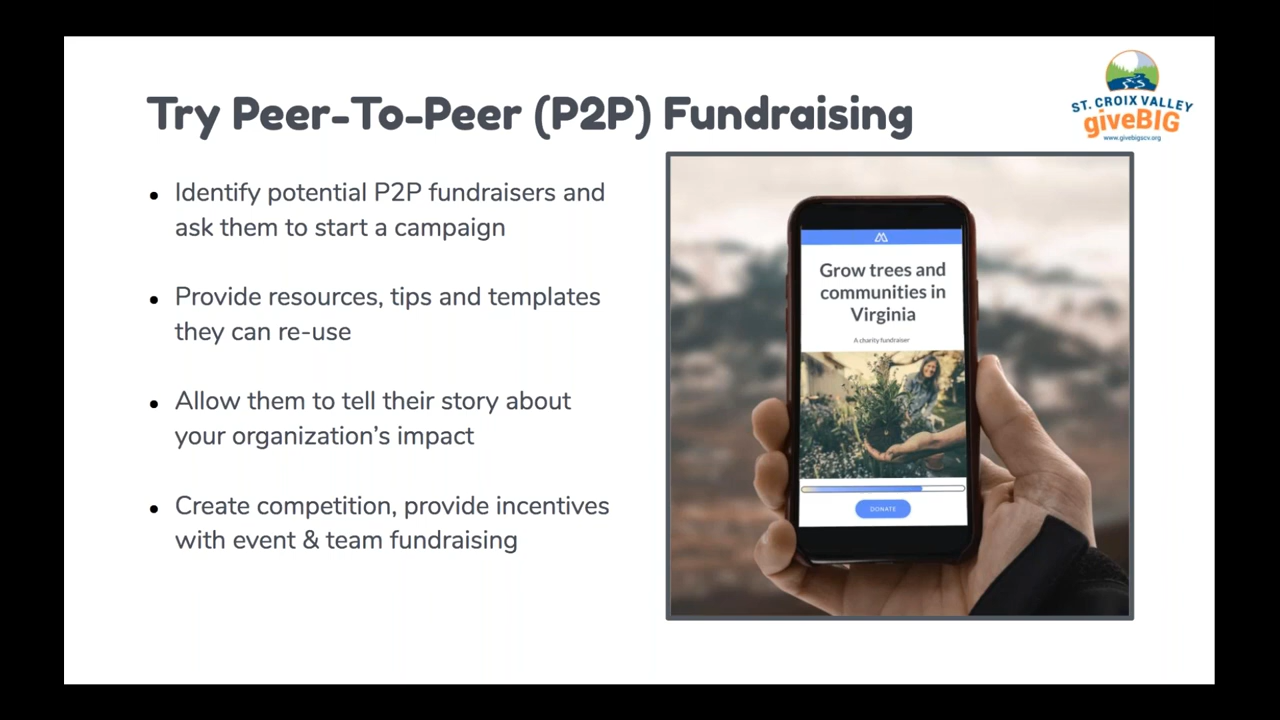 Try Peer-To-Peer (P2P) Fundraising
ST. CROIX VALLEY
giveBIG
www.givebigscv.org
• Identify potential P2P fundraisers and
ask them to start a campaign
• Provide resources, tips and templates
they can re-use
• Allow them to tell their story about
your organization's impact
• Create competition, provide incentives
with event & team fundraising
Grow trees and
communities in
Virginia
A charity fundraiser
DONATE